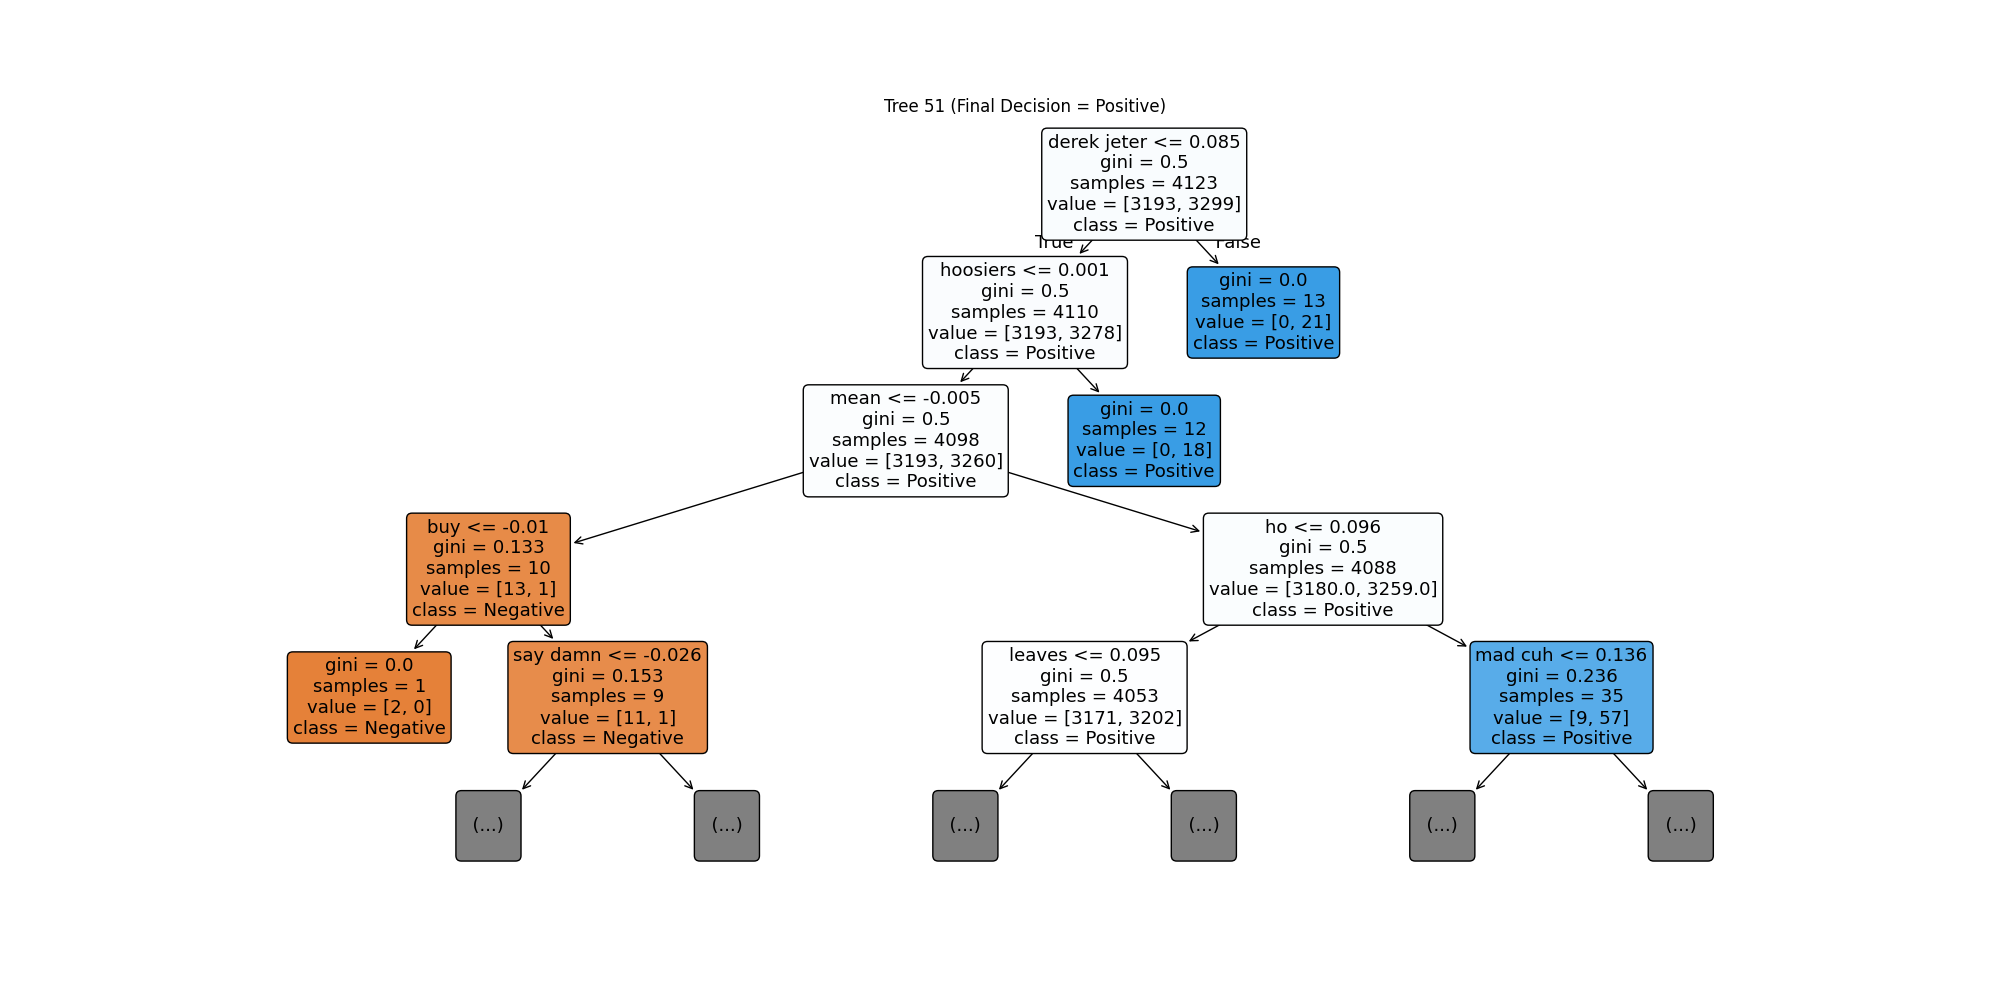 Tree 51 (Final Decision = Positive)
derek jeter <= 0.085
gini = 0.5
samples = 4123
value = [3193, 3299]
class = Positive
True
False
hoosiers <= 0.001
gini = 0.5
samples = 4110
value = [3193, 3278]
class = Positive
gini = 0.0
samples = 13
value = [0, 21]
class = Positive
mean <= -0.005
gini = 0.5
samples = 4098
value = [3193, 3260]
class = Positive
gini = 0.0
samples = 12
value = [0, 18]
class = Positive
buy <= -0.01
gini = 0.133
samples = 10
value = [13, 1]
class = Negative
ho <= 0.096
gini = 0.5
samples = 4088
value = [3180.0, 3259.0]
class = Positive
gini = 0.0
samples = 1
value = [2, 0]
class = Negative
say damn <= -0.026
gini = 0.153
samples = 9
value = [11, 1]
class = Negative
leaves <= 0.095
gini = 0.5
samples = 4053
value = [3171, 3202]
class = Positive
mad cuh <= 0.136
gini = 0.236
samples = 35
value = [9, 57]
class = Positive
(...)
(...)
(...)
(...)
(...)
(...)